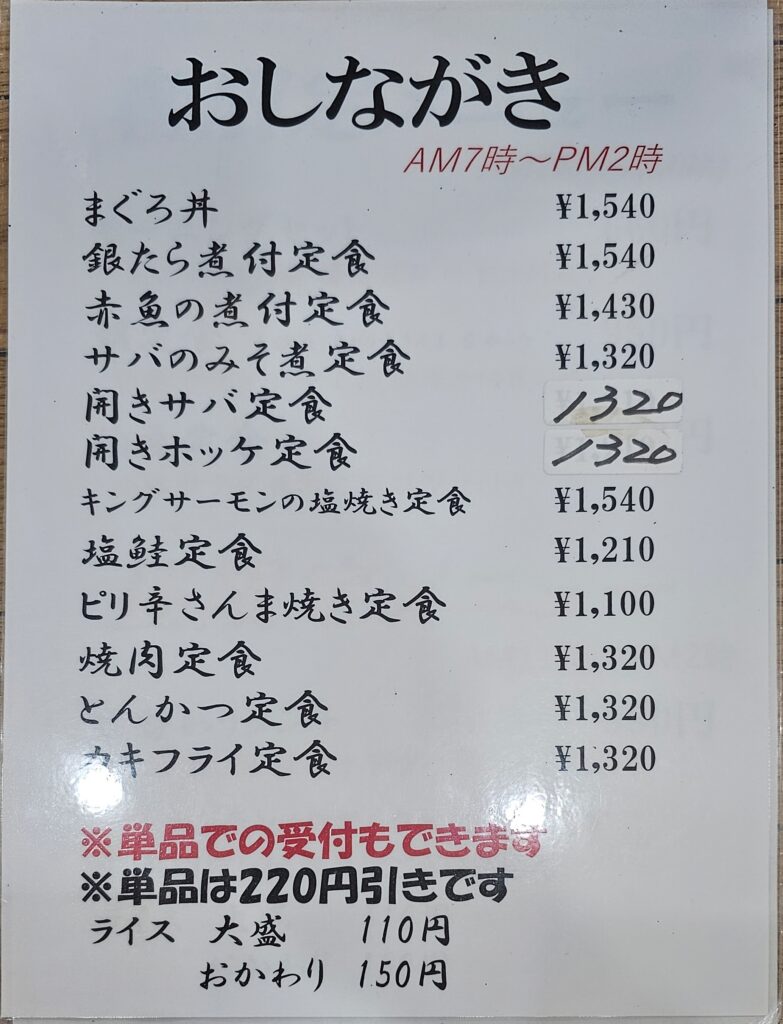 おしながき
AM7時～PM2時
まぐろ丼 ¥1,540
銀たら煮付定食 ¥1,540
赤魚の煮付定食 ¥1,430
サバのみそ煮定食 ¥1,320
開きサバ定食 1320
開きホッケ定食 1320
キングサーモンの塩焼き定食 ¥1,540
塩鮭定食 ¥1,210
ピリ辛さんま焼き定食 ¥1,100
焼肉定食 ¥1,320
とんかつ定食 ¥1,320
カキフライ定食 ¥1,320
※単品での受付もできます
※単品は220円引きです
ライス 大盛 110円
おかわり 150円